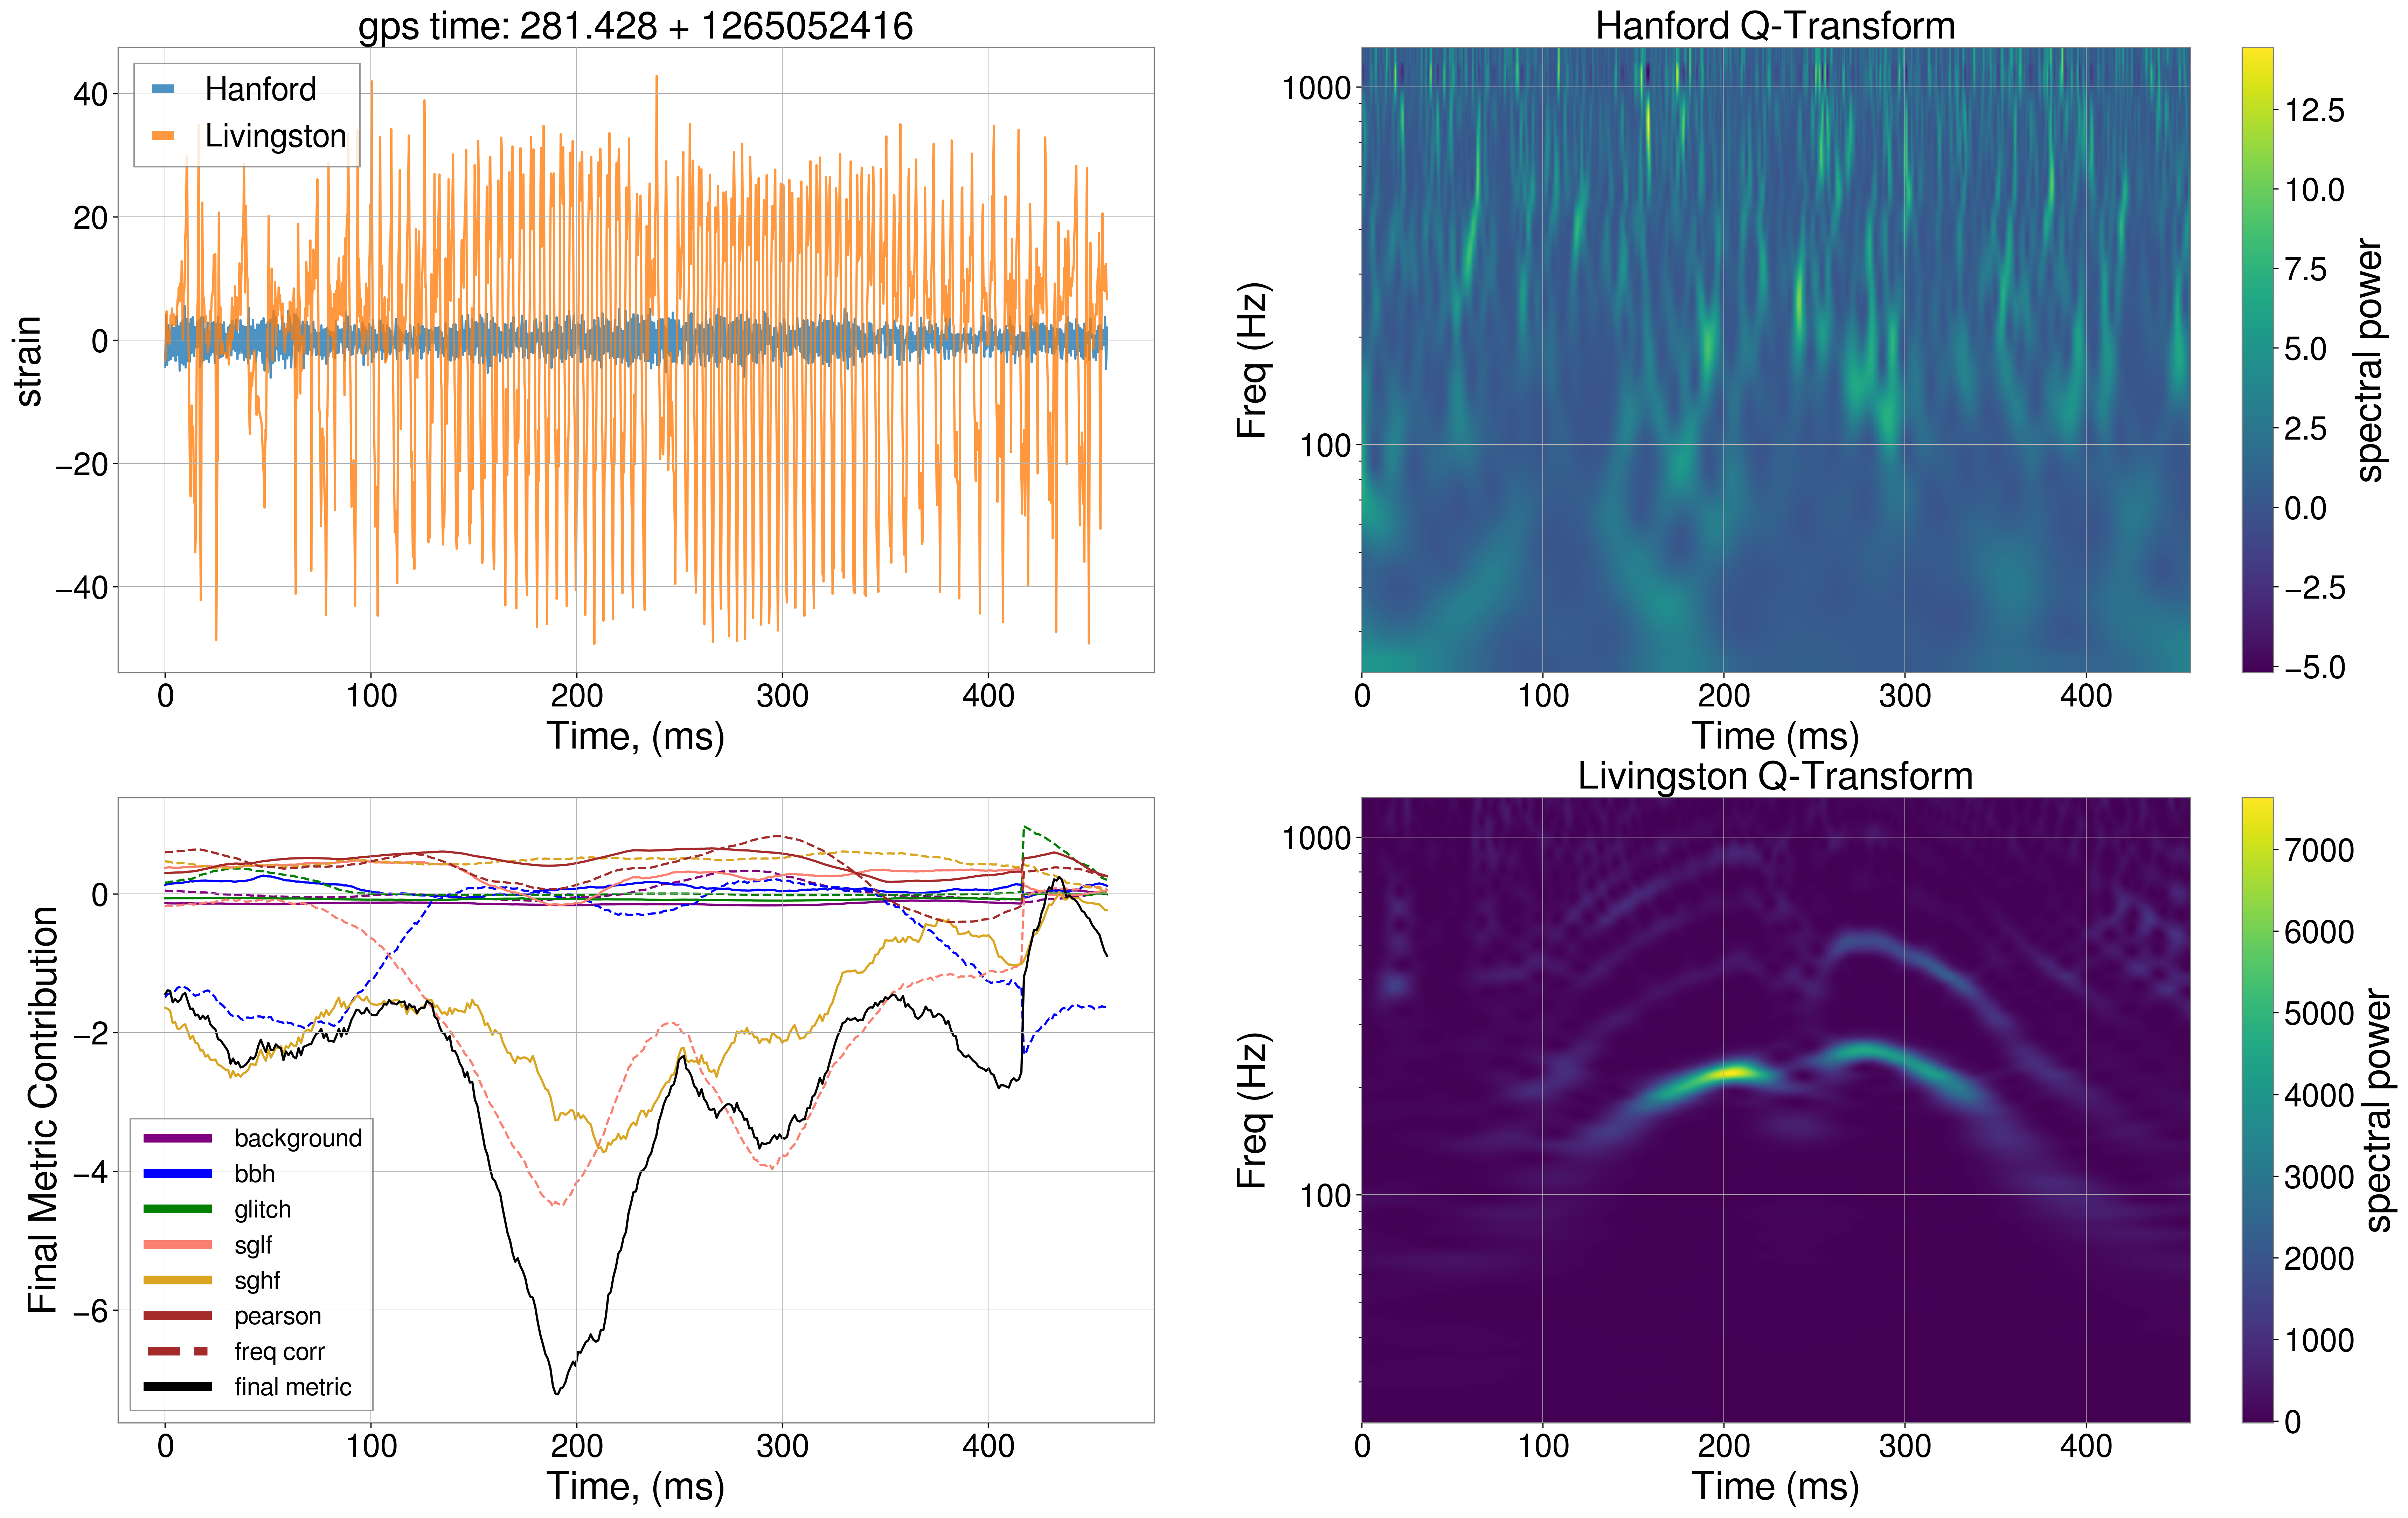 gps time: 281.428 + 1265052416
Hanford
Livingston
40
20
0
−20
−40
strain
0 100 200 300 400
Time, (ms)
Hanford Q-Transform
1000
100
Freq (Hz)
0 100 200 300 400
Time (ms)
12.5
10.0
7.5
5.0
2.5
0.0
−2.5
−5.0
spectral power
0
−2
−4
−6
Final Metric Contribution
background
bbh
glitch
sglf
sghf
pearson
freq corr
final metric
0 100 200 300 400
Time, (ms)
Livingston Q-Transform
1000
100
Freq (Hz)
0 100 200 300 400
Time (ms)
7000
6000
5000
4000
3000
2000
1000
0
spectral power